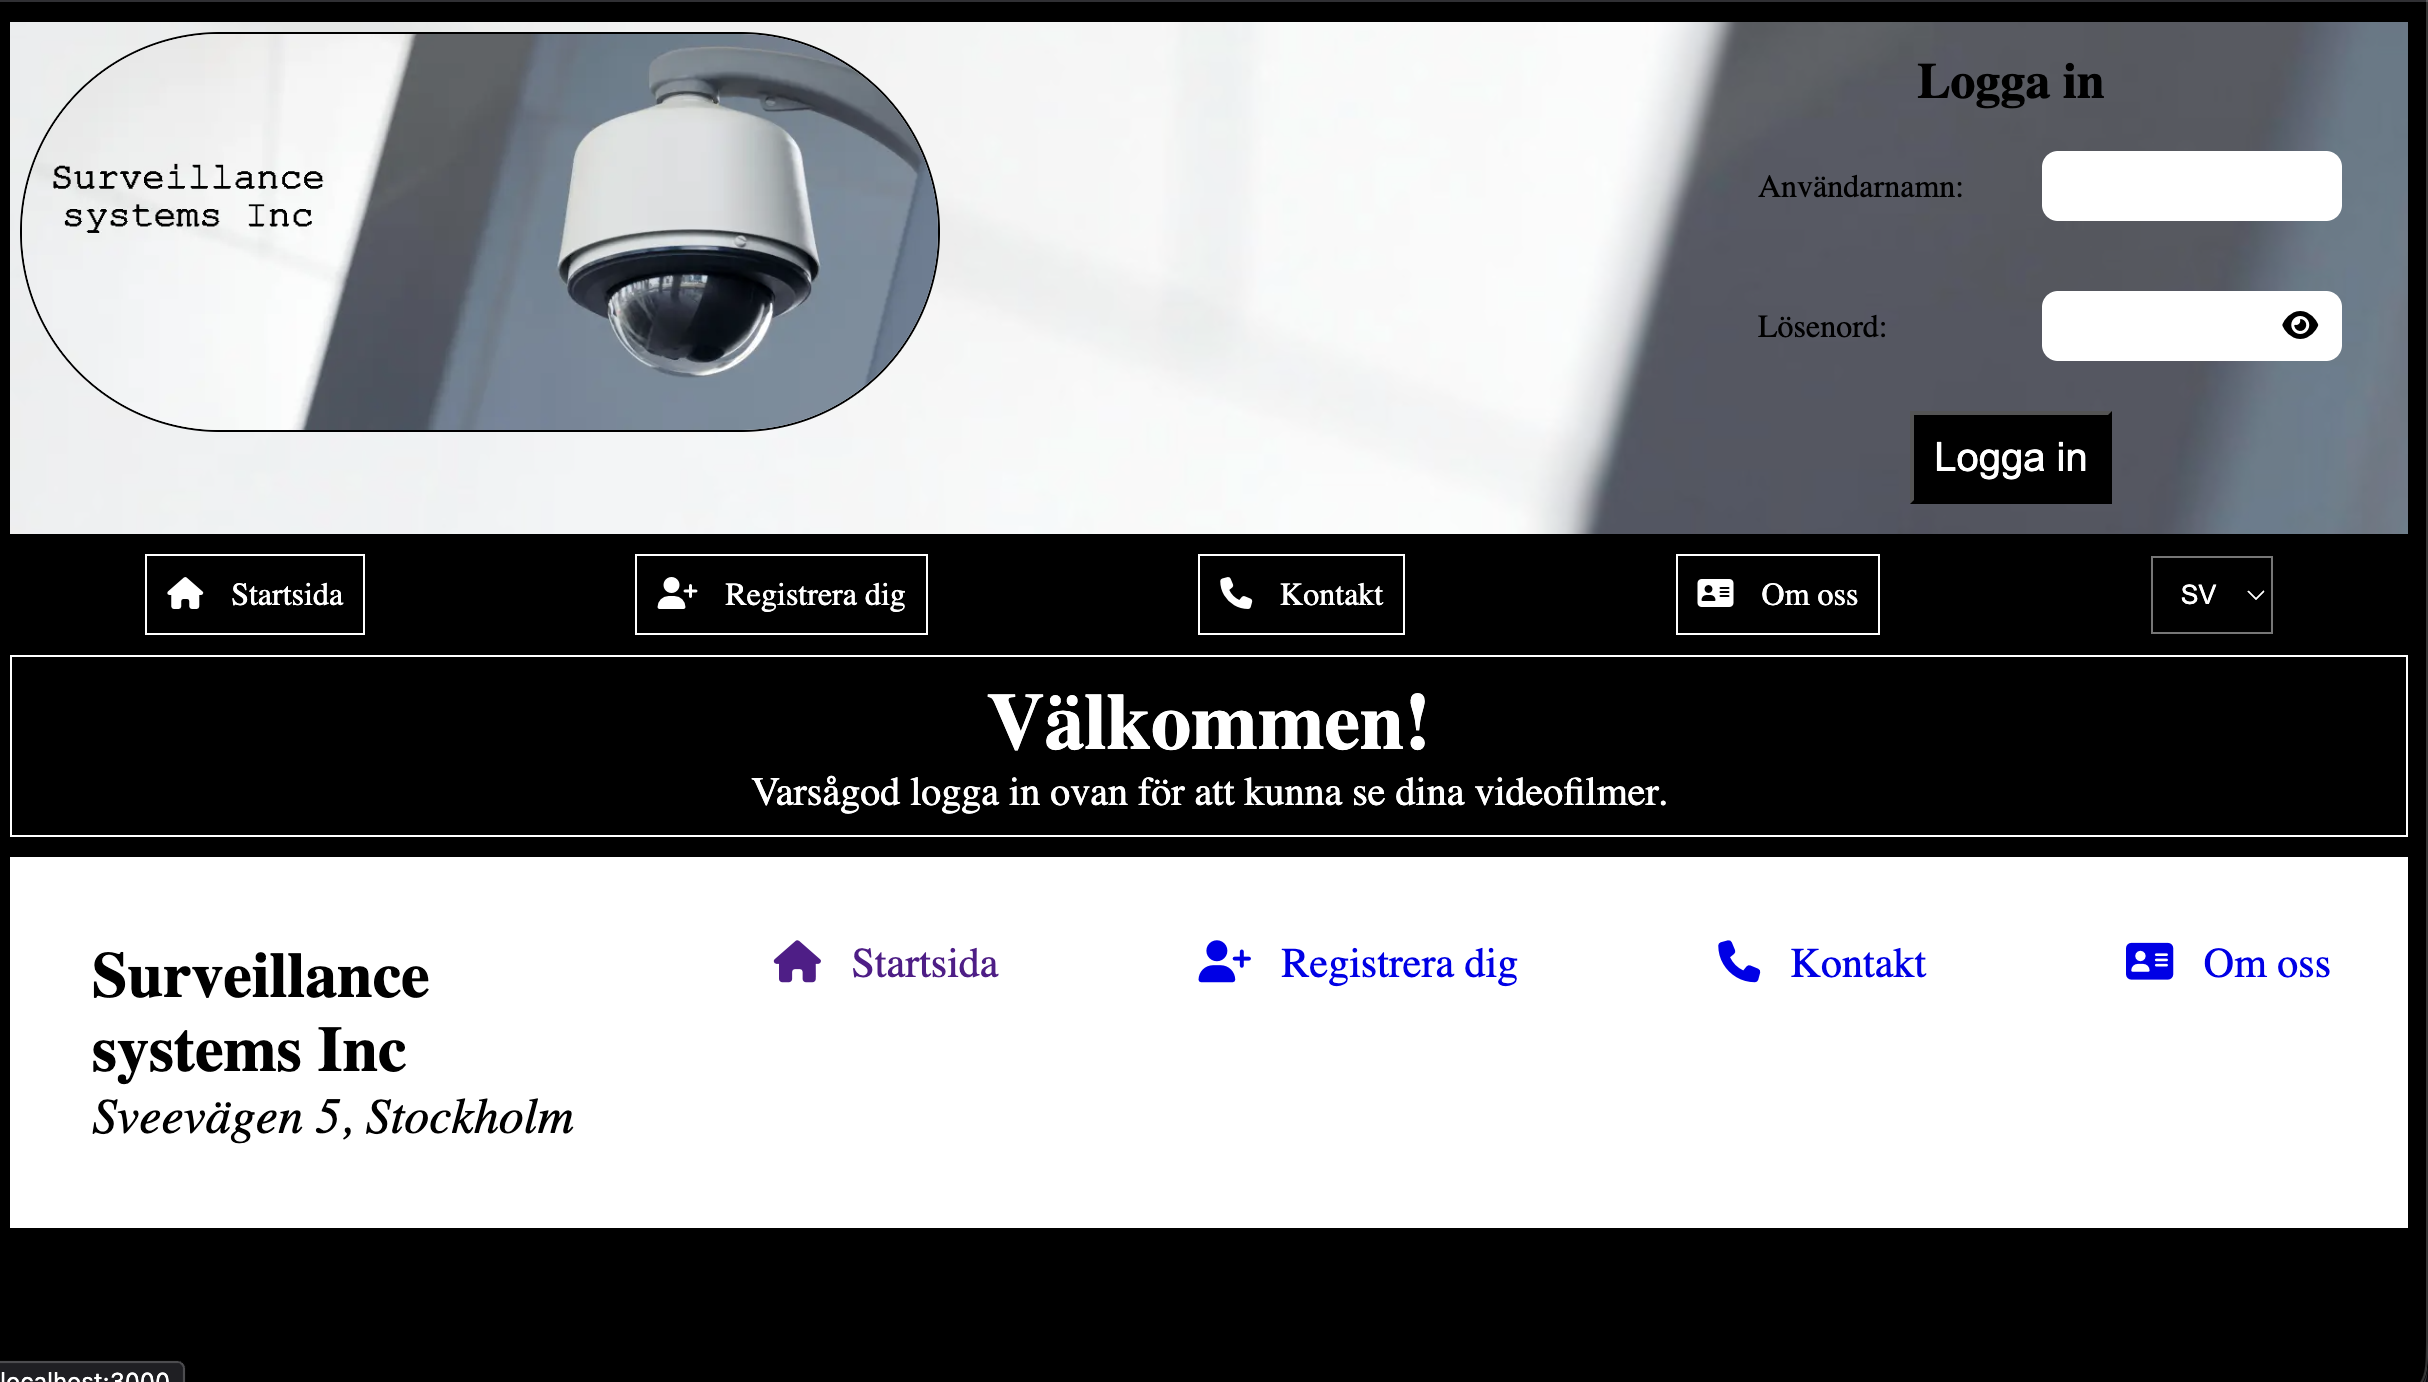 Surveillance
systems Inc
Logga in
Användarnamn:
Lösenord:
Logga in
Startsida
Registrera dig
Kontakt
Om oss
SV
Välkommen!
Varsågod logga in ovan för att kunna se dina videofilmer.
Surveillance
systems Inc
Sveevägen 5, Stockholm
Startsida
Registrera dig
Kontakt
Om oss
localhost:3000